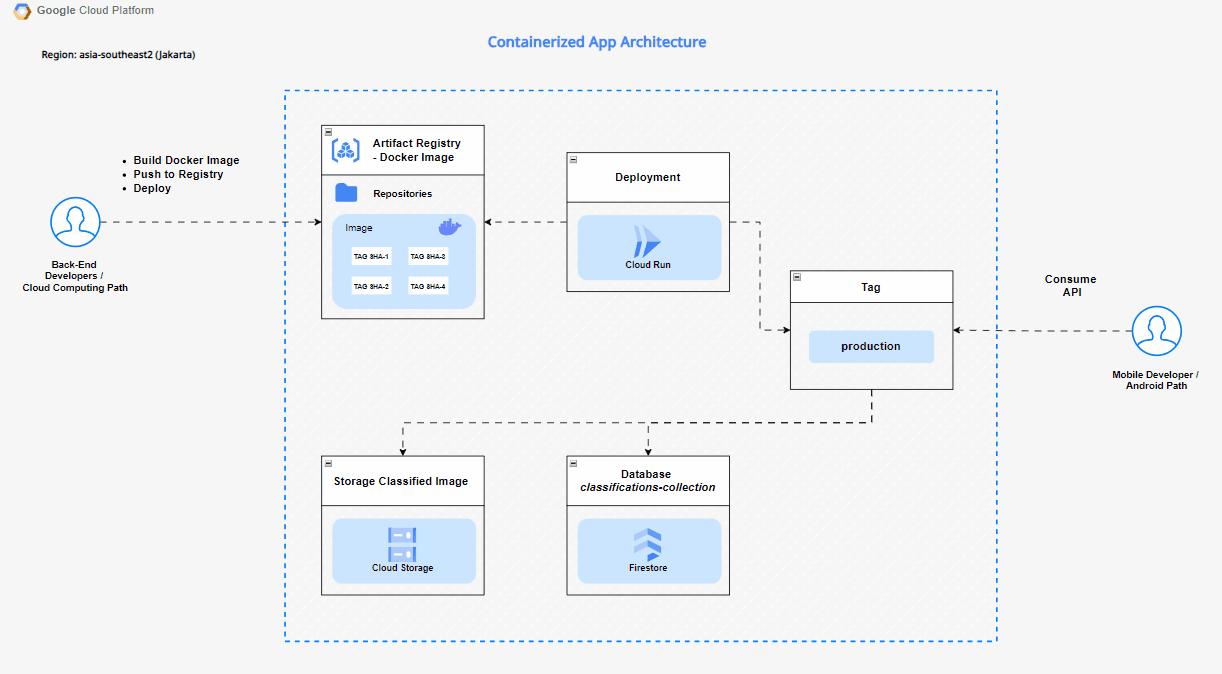 Google Cloud Platform
Containerized App Architecture
Region: asia-southeast2 (Jakarta)
Artifact Registry
- Docker Image
Build Docker Image
Push to Registry
Deploy
Deployment
Repositories
Image
TAG SHA-1
TAG SHA-3
TAG SHA-2
TAG SHA-4
Cloud Run
Back-End
Developers /
Cloud Computing Path
Tag
production
Consume
API
Mobile Developer /
Android Path
Storage Classified Image
Cloud Storage
Database
classifications-collection
Firestore